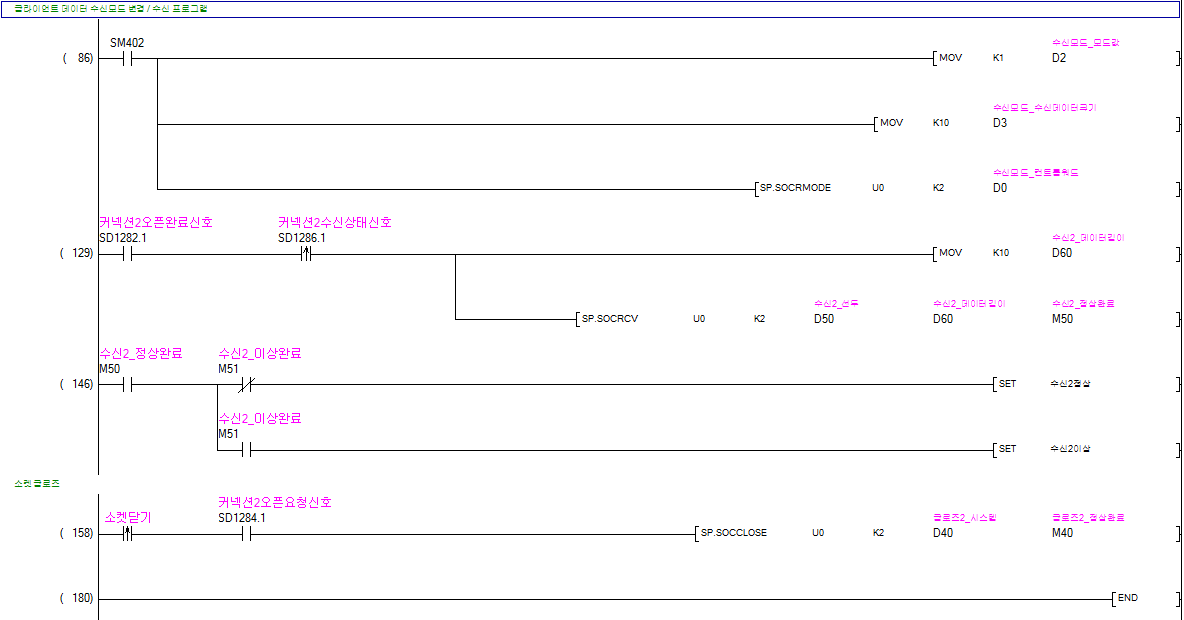 클라이언트 데이터 수신모드 변경 / 수신 프로그램
SM402
수신모드_모드값
( 86) MOV K1 D2
수신모드_수신데이터크기
MOV K10 D3
수신모드_컨트롤워드
SP.SOCRMODE U0 K2 D0
커넥션2오픈완료신호 커넥션2수신상태신호
SD1282.1 SD1286.1
수신2_데이터길이
( 129) MOV K10 D60
수신2_선두 수신2_데이터길이 수신2_정상완료
SP.SOCRCV U0 K2 D50 D60 M50
수신2_정상완료 수신2_이상완료
M50 M51
( 146) SET 수신2정상
수신2_이상완료
M51
SET 수신2이상
소켓클로즈
커넥션2오픈요청신호
소켓닫기 SD1284.1
클로즈2_시스템 클로즈2_정상완료
( 158) SP.SOCCLOSE U0 K2 D40 M40
( 180) END